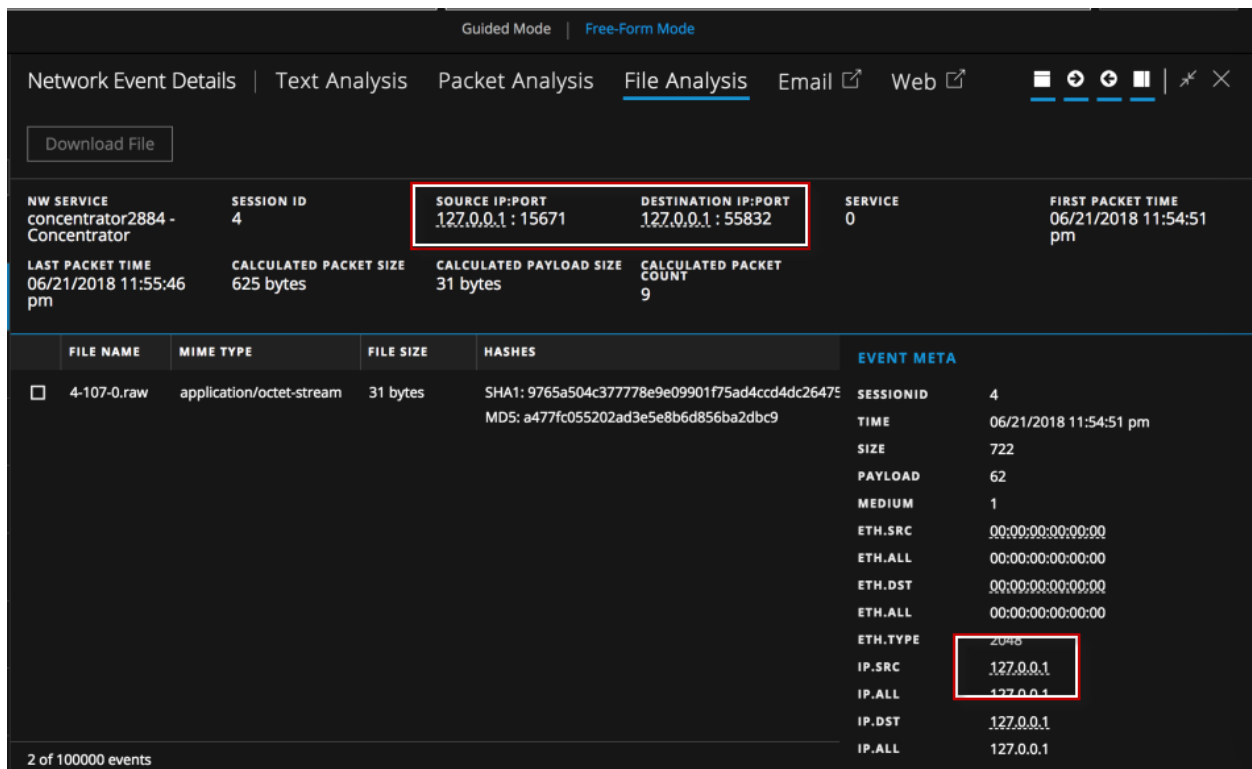 Guided Mode | Free-Form Mode
Network Event Details | Text Analysis Packet Analysis File Analysis Email Web
Download File
NW SERVICE
concentrator2884 -
Concentrator
SESSION ID
4
SOURCE IP:PORT
127.0.0.1 : 15671
DESTINATION IP:PORT
127.0.0.1 : 55832
SERVICE
0
FIRST PACKET TIME
06/21/2018 11:54:51
pm
LAST PACKET TIME
06/21/2018 11:55:46
pm
CALCULATED PACKET SIZE
625 bytes
CALCULATED PAYLOAD SIZE
31 bytes
CALCULATED PACKET
COUNT
9
FILE NAME MIME TYPE FILE SIZE HASHES
4-107-0.raw application/octet-stream 31 bytes SHA1: 9765a504c377778e9e09901f75ad4ccd4dc26475
MD5: a477fc055202ad3e5e8b6d856ba2dbc9
EVENT META
SESSIONID 4
TIME 06/21/2018 11:54:51 pm
SIZE 722
PAYLOAD 62
MEDIUM 1
ETH.SRC 00:00:00:00:00:00
ETH.ALL 00:00:00:00:00:00
ETH.DST 00:00:00:00:00:00
ETH.ALL 00:00:00:00:00:00
ETH.TYPE 2048
IP.SRC 127.0.0.1
IP.ALL 127.0.0.1
IP.DST 127.0.0.1
IP.ALL 127.0.0.1
2 of 100000 events